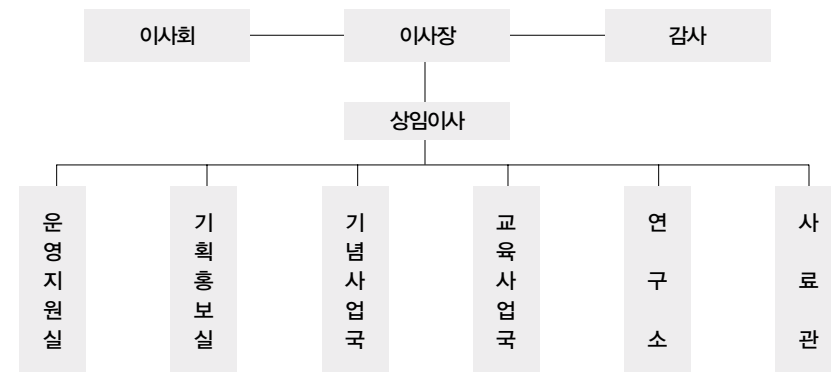 이사회
이사장
감사
상임이사
운영지원실
기획홍보실
기념사업국
교육사업국
연구소
사료관